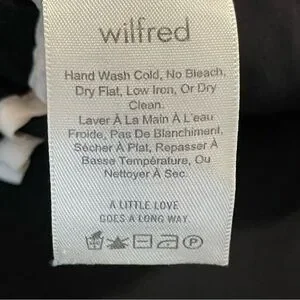 wilfred
Hand Wash Cold, No Bleach,
Dry Flat, Low Iron, Or Dry
Clean.
Laver À La Main À L'eau
Froide, Pas De Blanchiment,
Sécher À Plat, Repasser À
Basse Température, Ou
Nettoyer À Sec.
A LITTLE LOVE
GOES A LONG WAY.
P